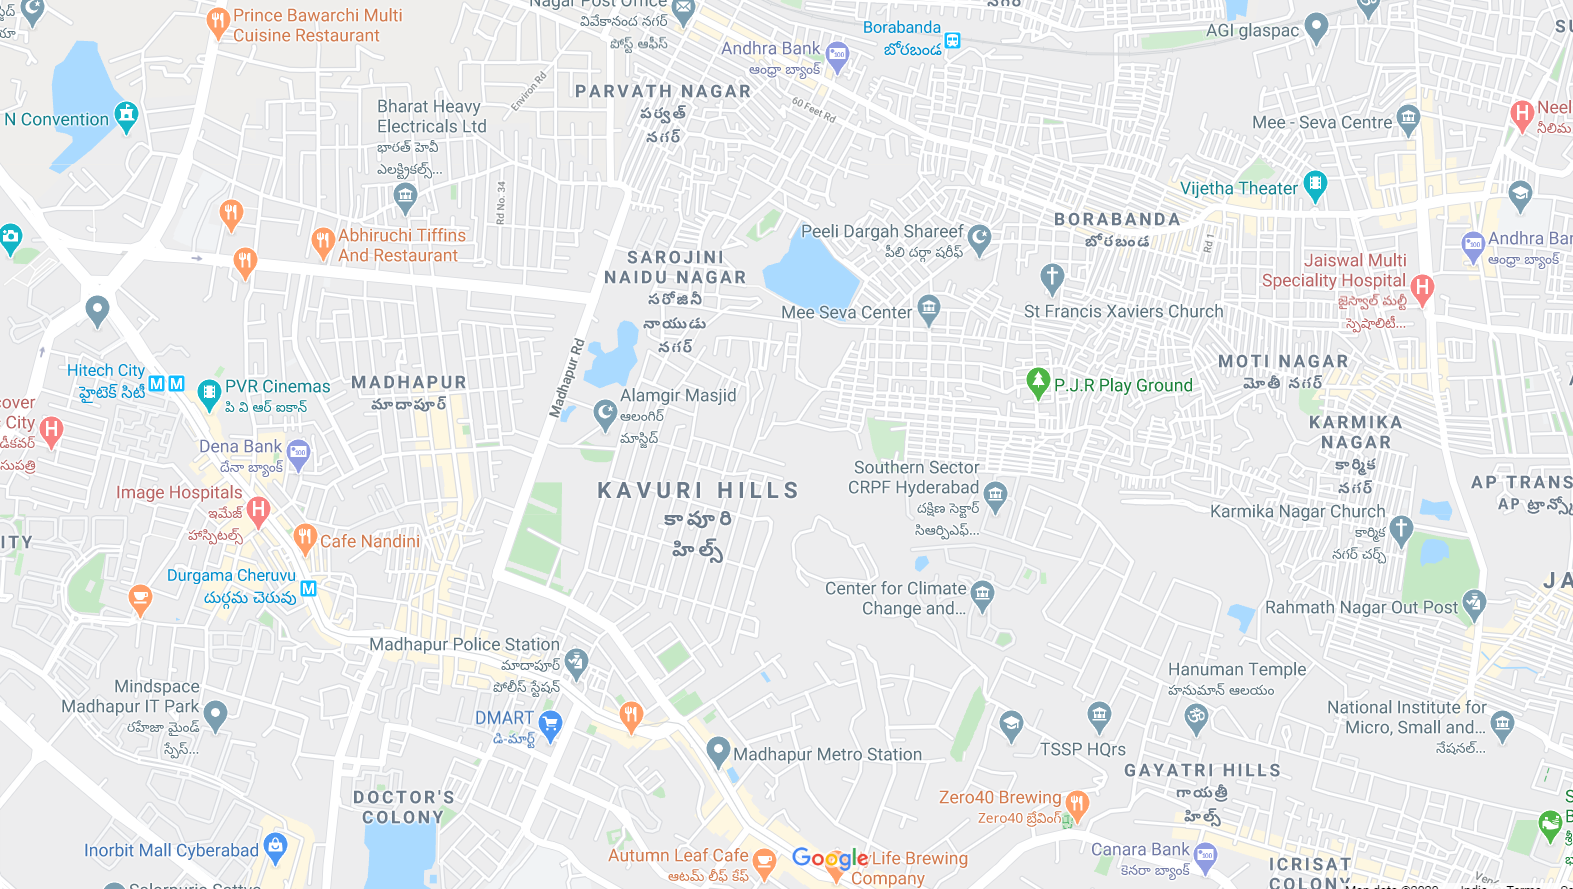 Prince Bawarchi Multi
Cuisine Restaurant
Nagar Post Office
వివేకానంద నగర్
పోస్ట్ ఆఫీస్
Borabanda
బోరబండ
AGI glaspac
Andhra Bank
ఆంధ్రా బ్యాంక్
PARVATH NAGAR
పర్వత్
నగర్
Environ Rd
60 Feet Rd
N Convention
Bharat Heavy
Electricals Ltd
భారత్ హెవీ
ఎలక్ట్రికల్స్...
Mee - Seva Centre
Neel
నీలిమ
Vijetha Theater
Rd No. 34
BORABANDA
బోరబండ
Rd 1
Peeli Dargah Shareef
పీలి దర్గా షరీఫ్
Abhiruchi Tiffins
And Restaurant
SAROJINI
NAIDU NAGAR
సరోజినీ
నాయుడు
నగర్
Andhra Ban
ఆంధ్రా బ్యాంక్
Jaiswal Multi
Speciality Hospital
జైస్వాల్ మల్టీ
స్పెషాలిటీ...
Mee Seva Center
St Francis Xaviers Church
Hitech City
హైటెక్ సిటీ
PVR Cinemas
పి వి ఆర్ ఐకాన్
MADHAPUR
మాదాపూర్
Madhapur Rd
MOTI NAGAR
మోతీ నగర్
P.J.R Play Ground
Alamgir Masjid
ఆలంగిర్
మాస్జిద్
cover
City
డీకవర్
సుపత్రి
KARMIKA
NAGAR
కార్మిక
నగర్
Dena Bank
దేనా బ్యాంక్
Southern Sector
CRPF Hyderabad
దక్షిణ సెక్టార్
సిఆర్పిఎఫ్...
KAVURI HILLS
కావూరి
హిల్స్
AP TRANS
AP ట్రాన్స్కో
Image Hospitals
ఇమేజ్
హాస్పిటల్స్
Karmika Nagar Church
కార్మిక
నగర్ చర్చ్
Cafe Nandini
ITY
Durgama Cheruvu
దుర్గమ చెరువు
Center for Climate
Change and...
JA
Rahmath Nagar Out Post
Madhapur Police Station
మాదాపూర్
పోలీస్ స్టేషన్
Hanuman Temple
హనుమాన్ ఆలయం
Mindspace
Madhapur IT Park
రహేజా మైండ్
స్పేస్...
DMART
డి-మార్ట్
National Institute for
Micro, Small and...
నేషనల్...
TSSP HQrs
Madhapur Metro Station
GAYATRI HILLS
గాయత్రీ
హిల్స్
DOCTOR'S
COLONY
Zero40 Brewing
Zero40 బ్రేవింగ్
Inorbit Mall Cyberabad
Autumn Leaf Cafe
ఆటమ్ లీఫ్ కేఫ్
Google
Life Brewing
Company
Canara Bank
కెనరా బ్యాంక్
ICRISAT
COLONY